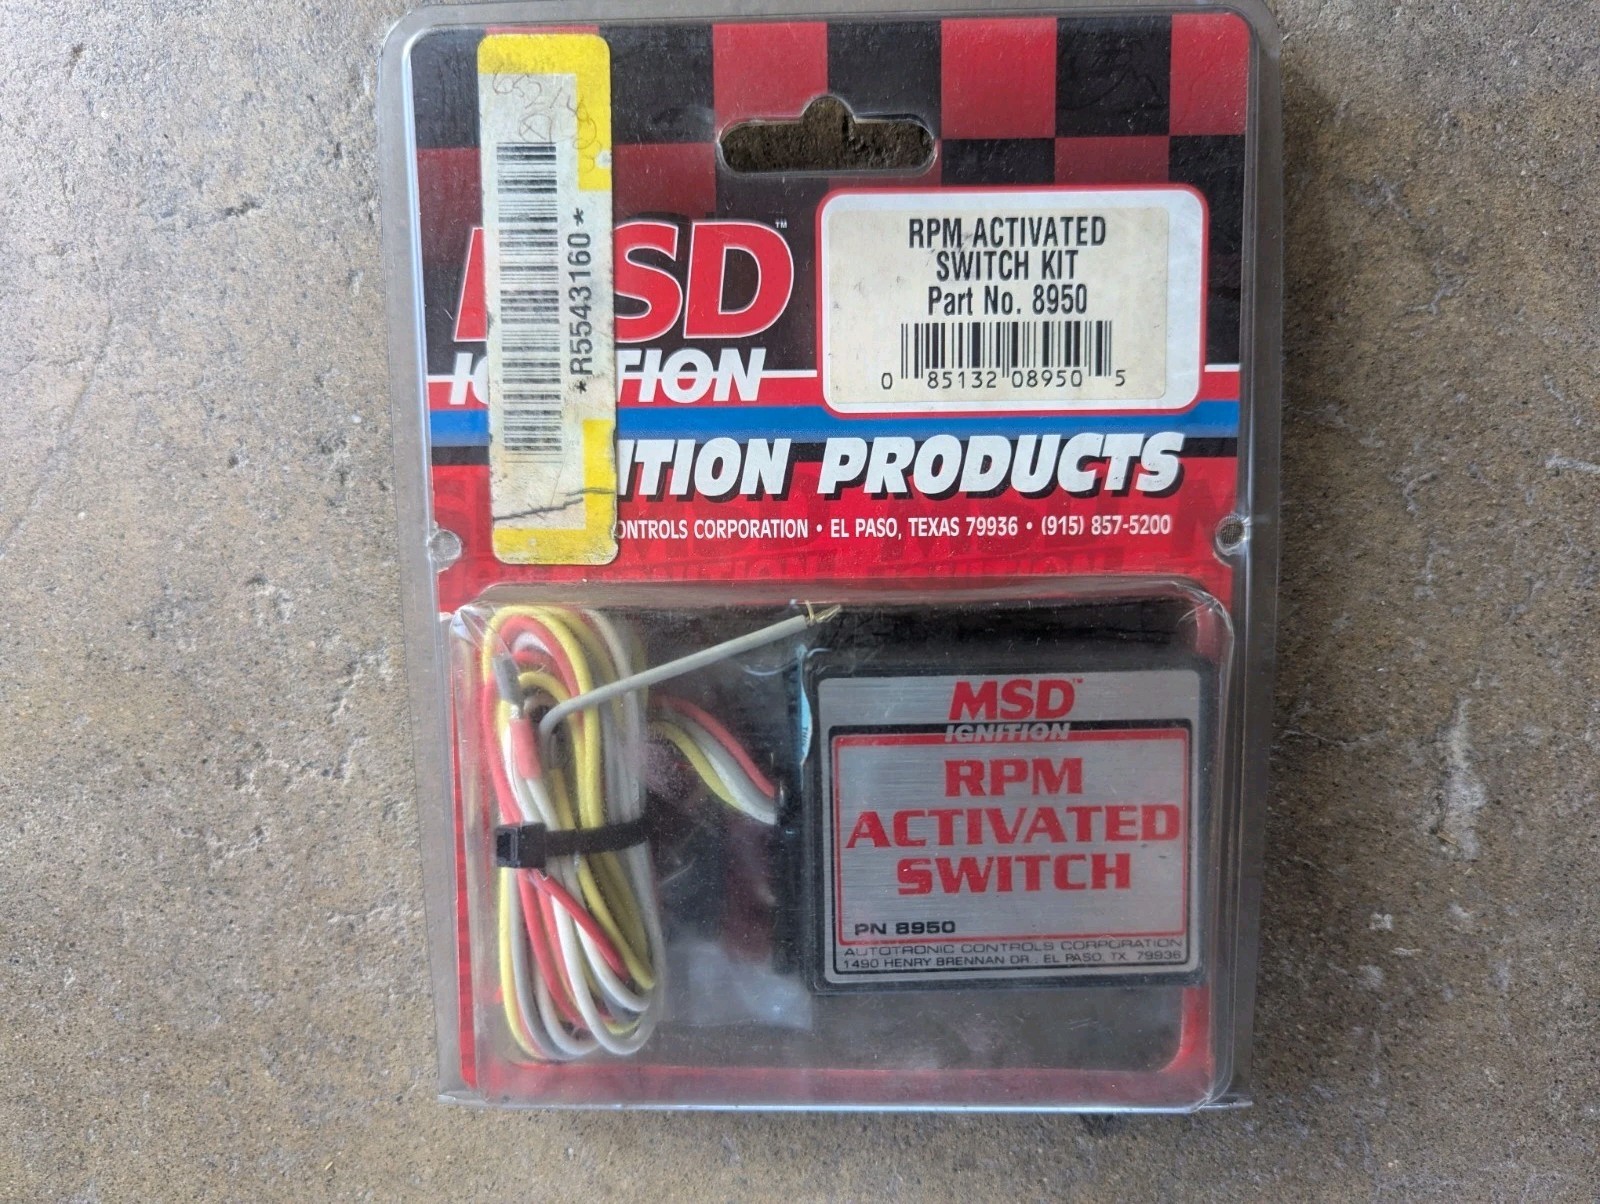 *R5543160*
MSD™
IGNITION
RPM ACTIVATED
SWITCH KIT
Part No. 8950
0 85132 08950 5
ITION PRODUCTS
ONTROLS CORPORATION • EL PASO, TEXAS 79936 • (915) 857-5200
MSD™
IGNITION
RPM
ACTIVATED
SWITCH
PN 8950
AUTOTRONIC CONTROLS CORPORATION
1490 HENRY BRENNAN DR., EL PASO, TX. 79936